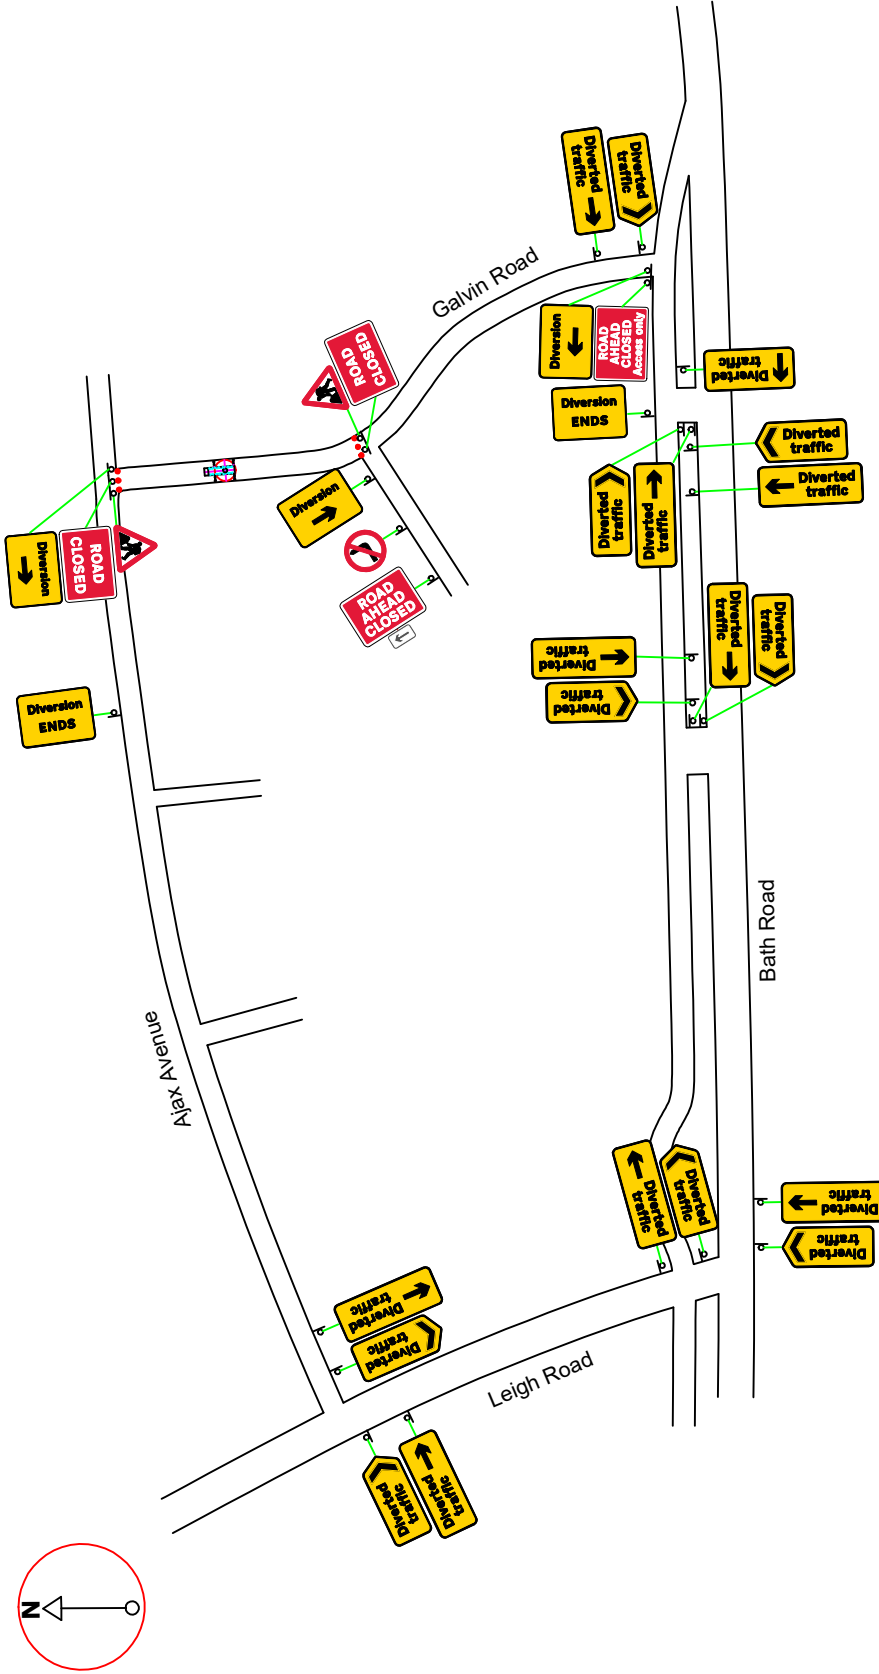 Diverted
traffic
Diverted
traffic
Galvin Road
Diversion
ROAD
AHEAD
CLOSED
Access only
Diverted
traffic
ROAD
CLOSED
Diversion
ENDS
Diverted
traffic
Diverted
traffic
Diverted
traffic
Diverted
traffic
Diversion
Diversion
ROAD
CLOSED
ROAD
AHEAD
CLOSED
Diverted
traffic
Diverted
traffic
Diverted
traffic
Diverted
traffic
Diversion
ENDS
Bath Road
Ajax Avenue
Diverted
traffic
Diverted
traffic
Diverted
traffic
Diverted
traffic
Diverted
traffic
Diverted
traffic
Leigh Road
Diverted
traffic
Diverted
traffic
N